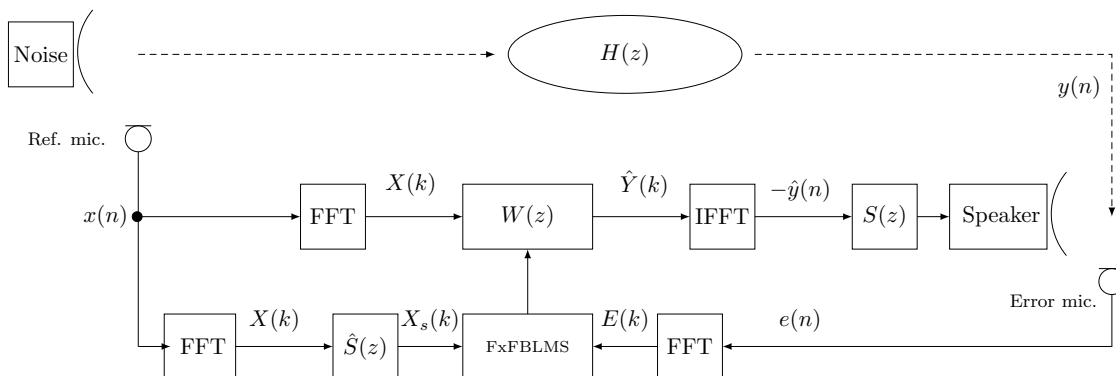 Noise
H(z)
y(n)
Ref. mic.
X(k)
Ŷ(k)
-ŷ(n)
x(n)
FFT
W(z)
IFFT
S(z)
Speaker
Error mic.
X(k)
X_s(k)
E(k)
e(n)
FFT
Ŝ(z)
FxFBLMS
FFT